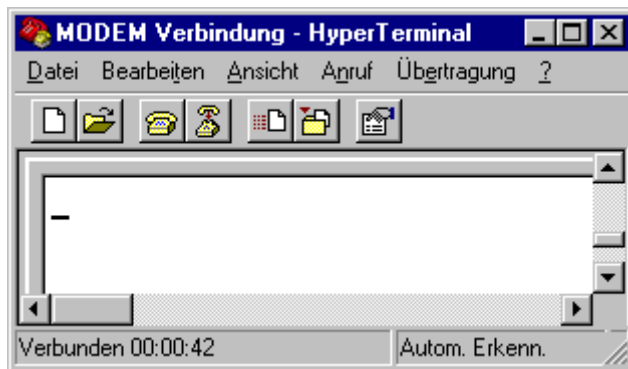 MODEM Verbindung - HyperTerminal
Datei Bearbeiten Ansicht Anruf Übertragung ?
Verbunden 00:00:42 Autom. Erkenn.